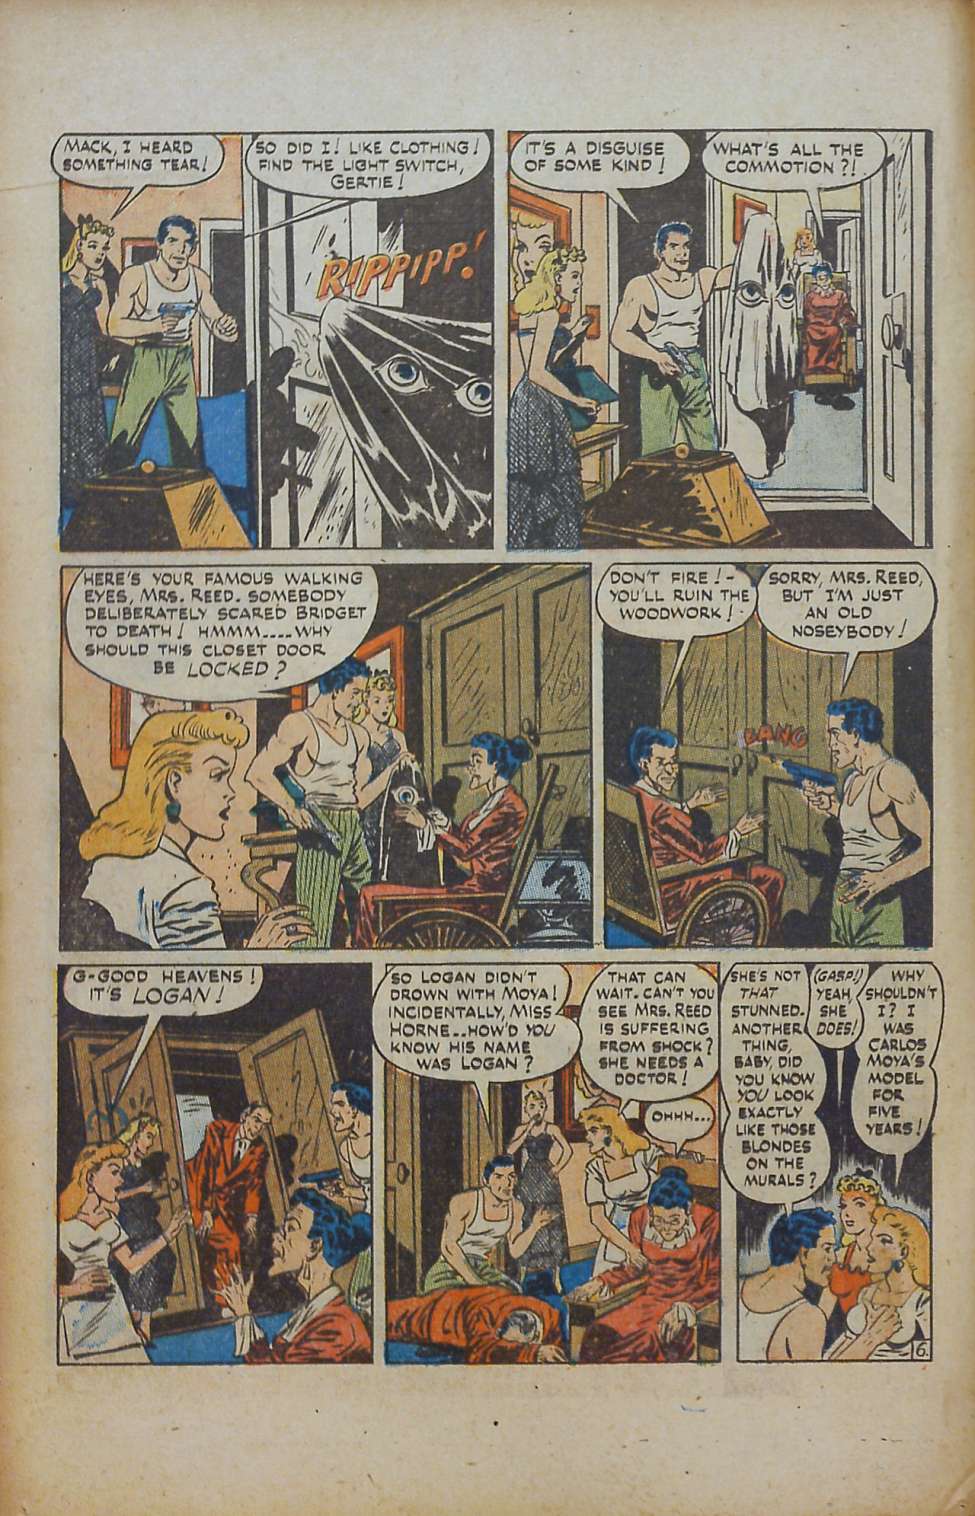 MACK, I HEARD
SOMETHING TEAR!
SO DID I! LIKE CLOTHING!
FIND THE LIGHT SWITCH,
GERTIE!
RIPPIPP!
IT'S A DISGUISE
OF SOME KIND!
WHAT'S ALL THE
COMMOTION?!
HERE'S YOUR FAMOUS WALKING
EYES, MRS. REED. SOMEBODY
DELIBERATELY SCARED BRIDGET
TO DEATH! HMMM....WHY
SHOULD THIS CLOSET DOOR
BE LOCKED?
DON'T FIRE!-
YOU'LL RUIN THE
WOODWORK!
SORRY, MRS. REED,
BUT I'M JUST
AN OLD
NOSEYBODY!
BANG
G-GOOD HEAVENS!
IT'S LOGAN!
SO LOGAN DIDN'T
DROWN WITH MOYA!
INCIDENTALLY, MISS
HORNE..HOW'D YOU
KNOW HIS NAME
WAS LOGAN?
THAT CAN
WAIT. CAN'T YOU
SEE MRS. REED
IS SUFFERING
FROM SHOCK?
SHE NEEDS A
DOCTOR!
OHHH...
SHE'S NOT
THAT
STUNNED.
ANOTHER
THING,
BABY, DID
YOU KNOW
YOU LOOK
EXACTLY
LIKE THOSE
BLONDES
ON THE
MURALS?
(GASP!)
YEAH,
SHE
DOES!
WHY
SHOULDN'T
I? I
WAS
CARLOS
MOYA'S
MODEL
FOR
FIVE
YEARS!
6.